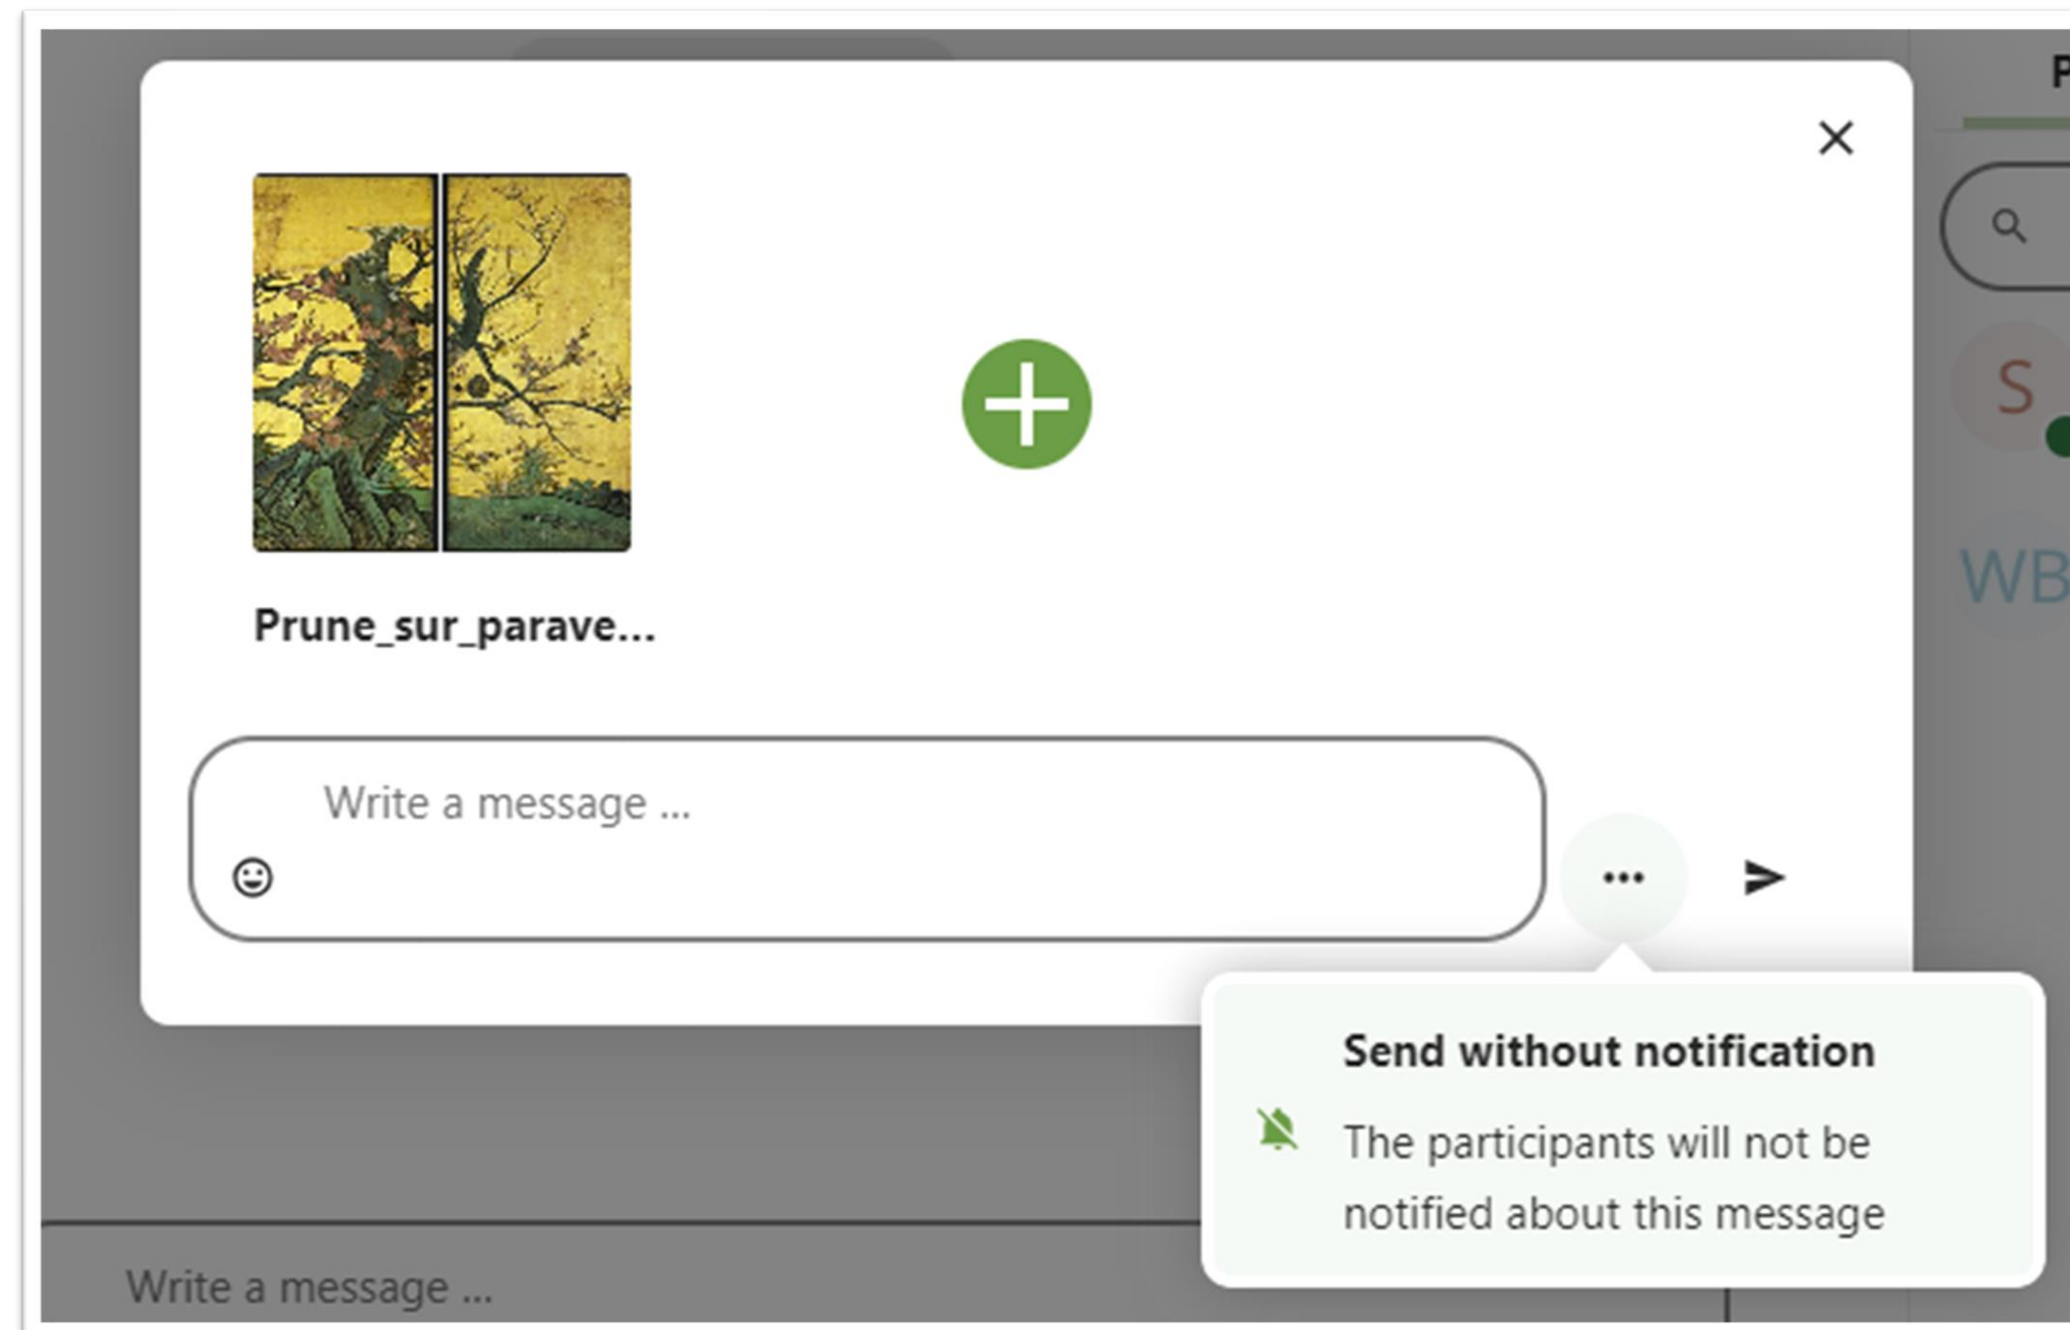 P
S
WB
Prune_sur_parave...
Write a message ...
Send without notification
The participants will not be
notified about this message
Write a message ...